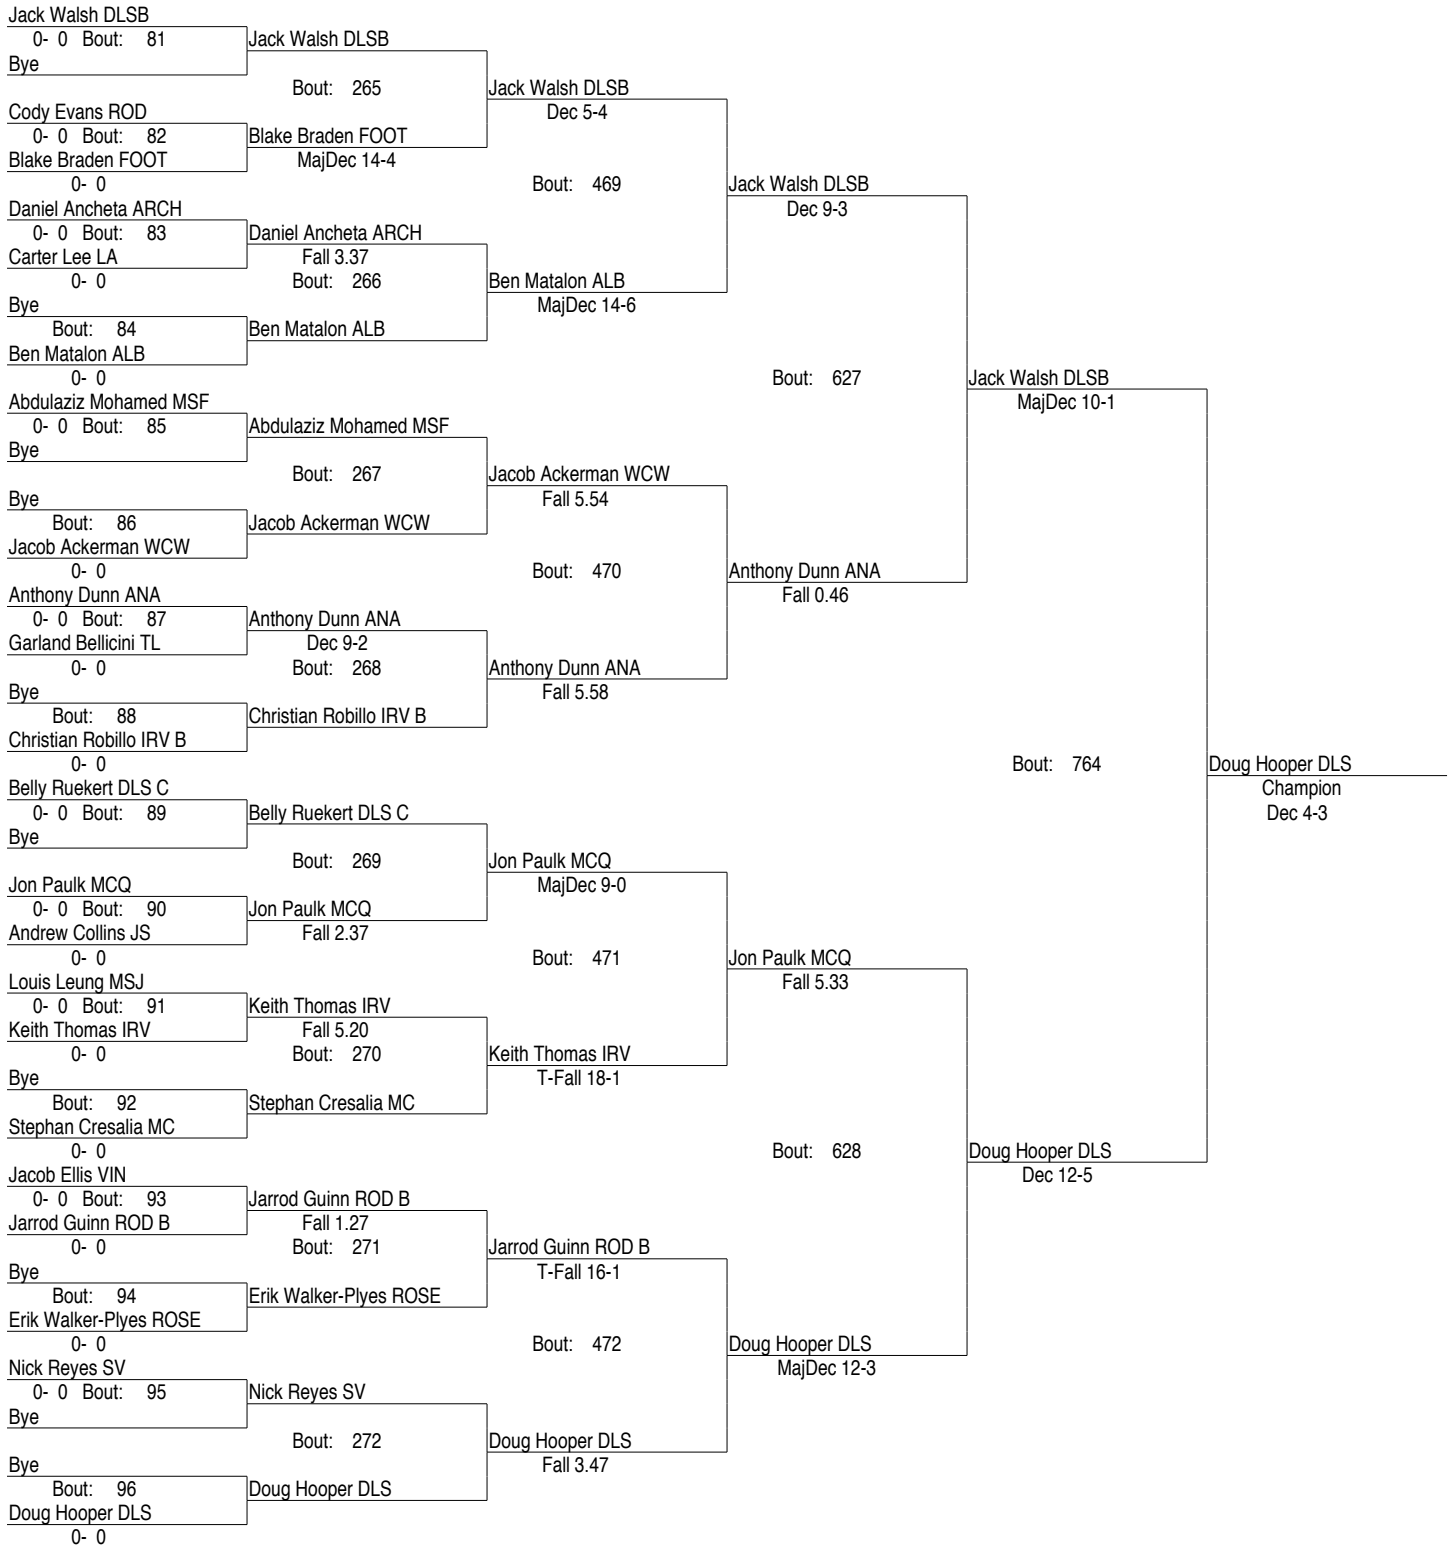 Jack Walsh DLSB
0- 0 Bout: 81
Jack Walsh DLSB
Bye
Bout: 265
Jack Walsh DLSB
Cody Evans ROD
Dec 5-4
0- 0 Bout: 82
Blake Braden FOOT
Blake Braden FOOT
MajDec 14-4
0- 0
Bout: 469
Jack Walsh DLSB
Daniel Ancheta ARCH
Dec 9-3
0- 0 Bout: 83
Daniel Ancheta ARCH
Carter Lee LA
Fall 3.37
0- 0
Bout: 266
Ben Matalon ALB
Bye
MajDec 14-6
Bout: 84
Ben Matalon ALB
Ben Matalon ALB
0- 0
Bout: 627
Jack Walsh DLSB
Abdulaziz Mohamed MSF
MajDec 10-1
0- 0 Bout: 85
Abdulaziz Mohamed MSF
Bye
Bout: 267
Jacob Ackerman WCW
Bye
Fall 5.54
Bout: 86
Jacob Ackerman WCW
Jacob Ackerman WCW
0- 0
Bout: 470
Anthony Dunn ANA
Anthony Dunn ANA
Fall 0.46
0- 0 Bout: 87
Anthony Dunn ANA
Garland Bellicini TL
Dec 9-2
0- 0
Bout: 268
Anthony Dunn ANA
Bye
Fall 5.58
Bout: 88
Christian Robillo IRV B
Christian Robillo IRV B
0- 0
Bout: 764
Doug Hooper DLS
Belly Ruekert DLS C
Champion
0- 0 Bout: 89
Belly Ruekert DLS C
Dec 4-3
Bye
Bout: 269
Jon Paulk MCQ
Jon Paulk MCQ
MajDec 9-0
0- 0 Bout: 90
Jon Paulk MCQ
Andrew Collins JS
Fall 2.37
0- 0
Bout: 471
Jon Paulk MCQ
Louis Leung MSJ
Fall 5.33
0- 0 Bout: 91
Keith Thomas IRV
Keith Thomas IRV
Fall 5.20
0- 0
Bout: 270
Keith Thomas IRV
Bye
T-Fall 18-1
Bout: 92
Stephan Cresalia MC
Stephan Cresalia MC
0- 0
Bout: 628
Doug Hooper DLS
Jacob Ellis VIN
Dec 12-5
0- 0 Bout: 93
Jarrod Guinn ROD B
Jarrod Guinn ROD B
Fall 1.27
0- 0
Bout: 271
Jarrod Guinn ROD B
Bye
T-Fall 16-1
Bout: 94
Erik Walker-Plyes ROSE
Erik Walker-Plyes ROSE
0- 0
Bout: 472
Doug Hooper DLS
Nick Reyes SV
MajDec 12-3
0- 0 Bout: 95
Nick Reyes SV
Bye
Bout: 272
Doug Hooper DLS
Bye
Fall 3.47
Bout: 96
Doug Hooper DLS
Doug Hooper DLS
0- 0